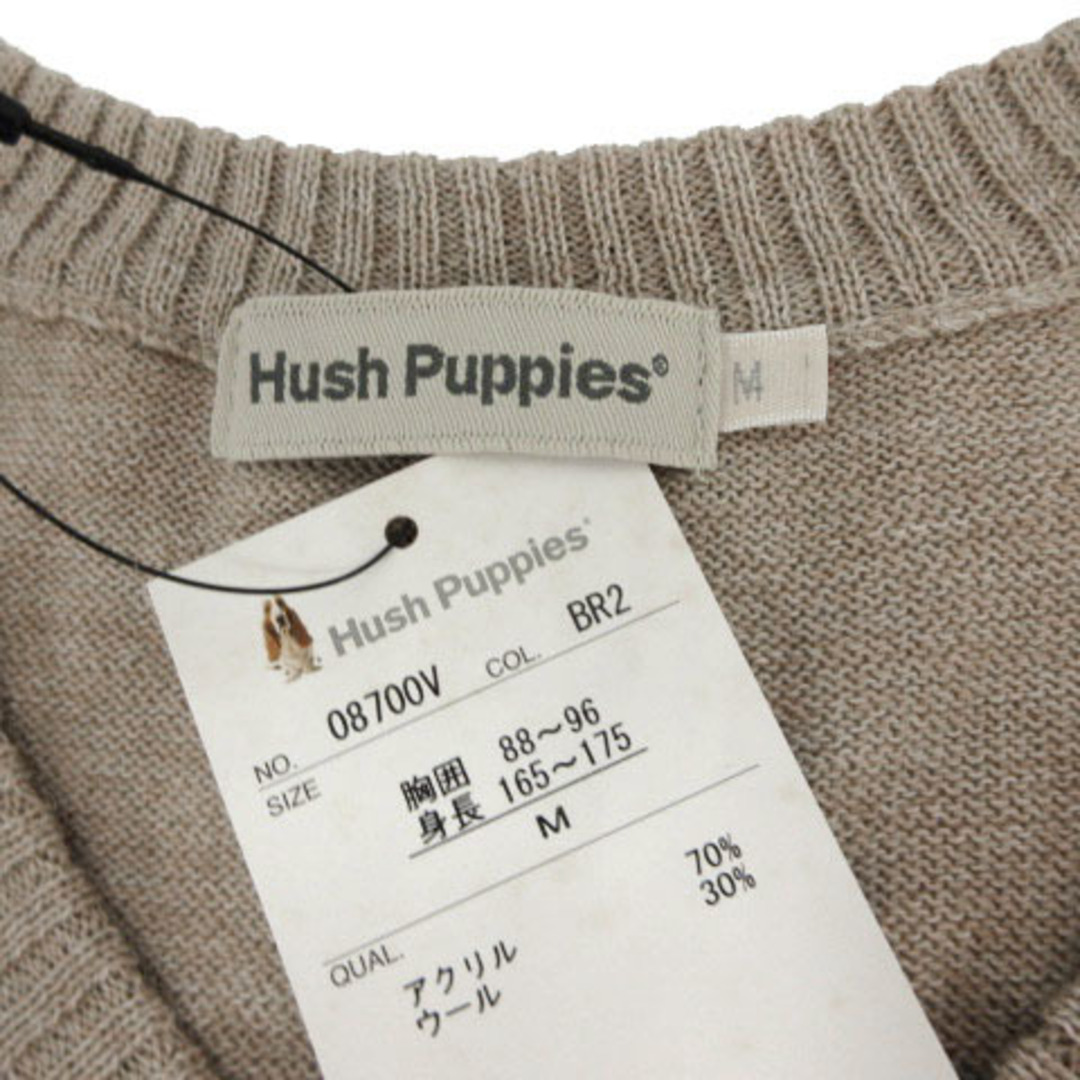 Hush Puppies®
M
Hush Puppies
NO. 08700V COL. BR2
SIZE 胸囲 88〜96
身長 165〜175
M
QUAL.
アクリル 70%
ウール 30%